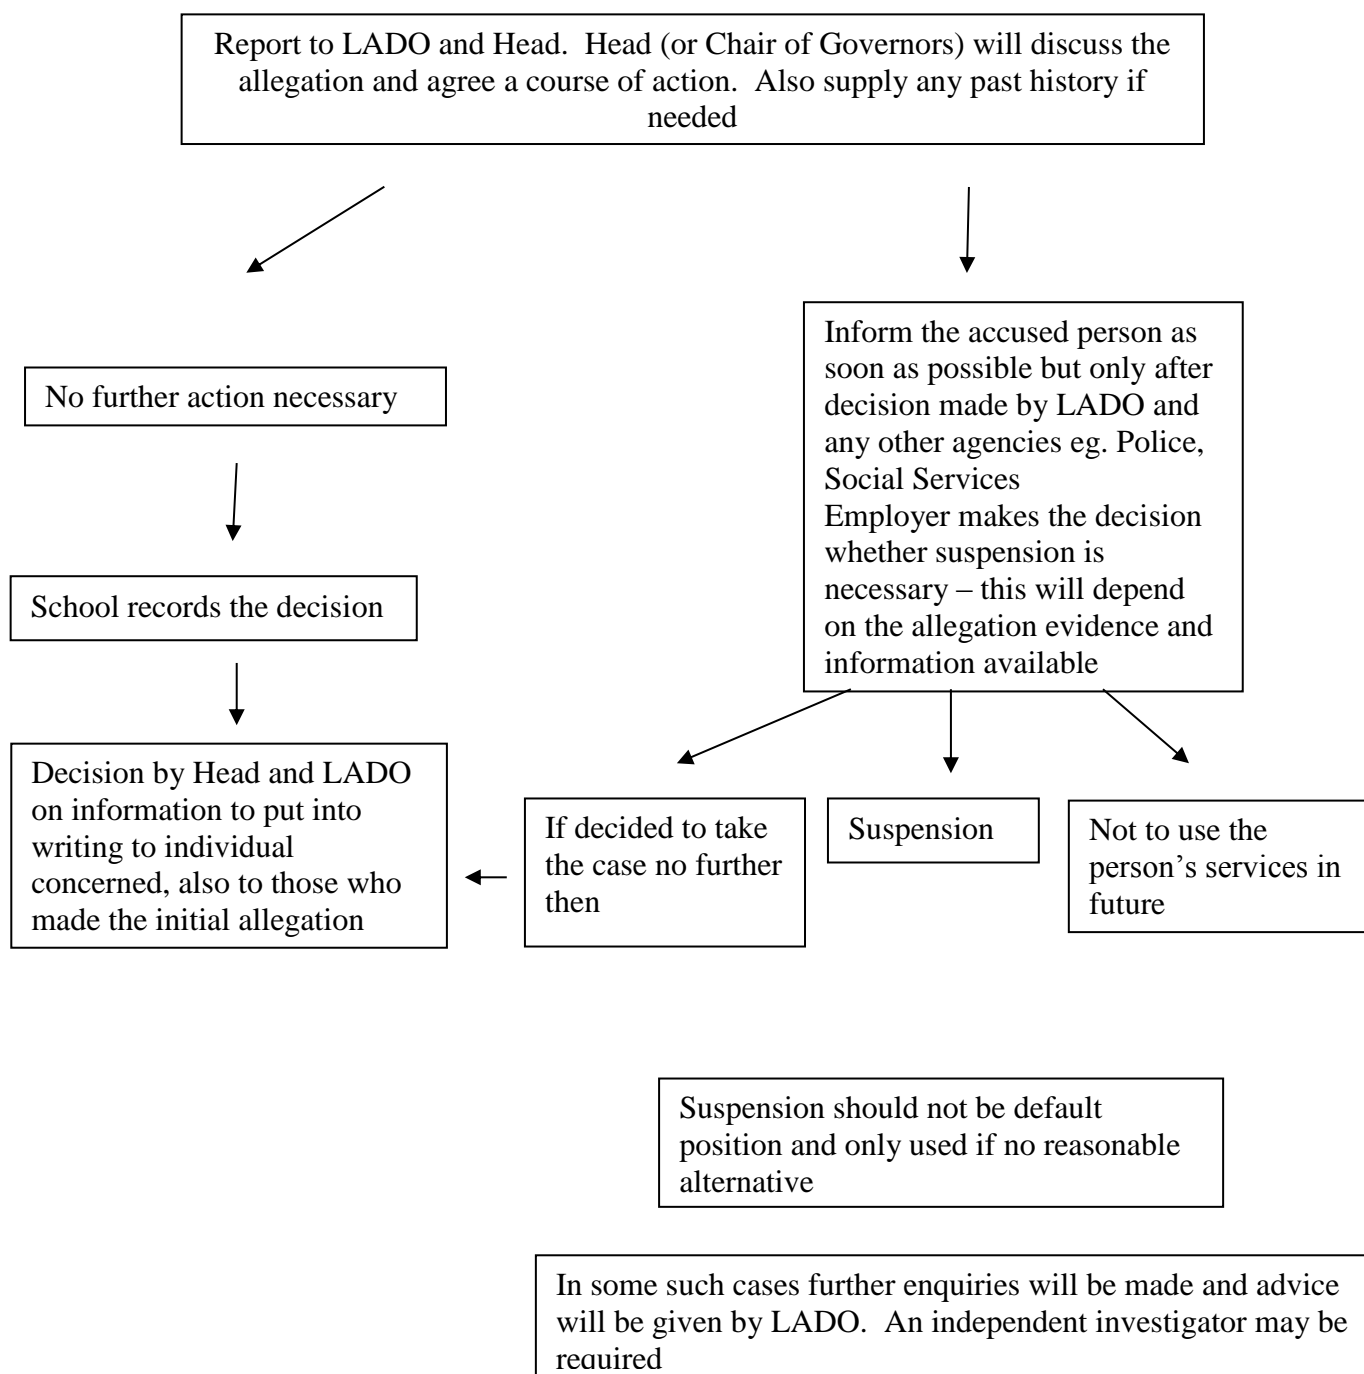 Report to LADO and Head.  Head (or Chair of Governors) will discuss the
allegation and agree a course of action.  Also supply any past history if
needed
No further action necessary
School records the decision
Decision by Head and LADO
on information to put into
writing to individual
concerned, also to those who
made the initial allegation
Inform the accused person as
soon as possible but only after
decision made by LADO and
any other agencies eg. Police,
Social Services
Employer makes the decision
whether suspension is
necessary – this will depend
on the allegation evidence and
information available
If decided to take
the case no further
then
Suspension
Not to use the
person’s services in
future
Suspension should not be default
position and only used if no reasonable
alternative
In some such cases further enquiries will be made and advice
will be given by LADO.  An independent investigator may be
required